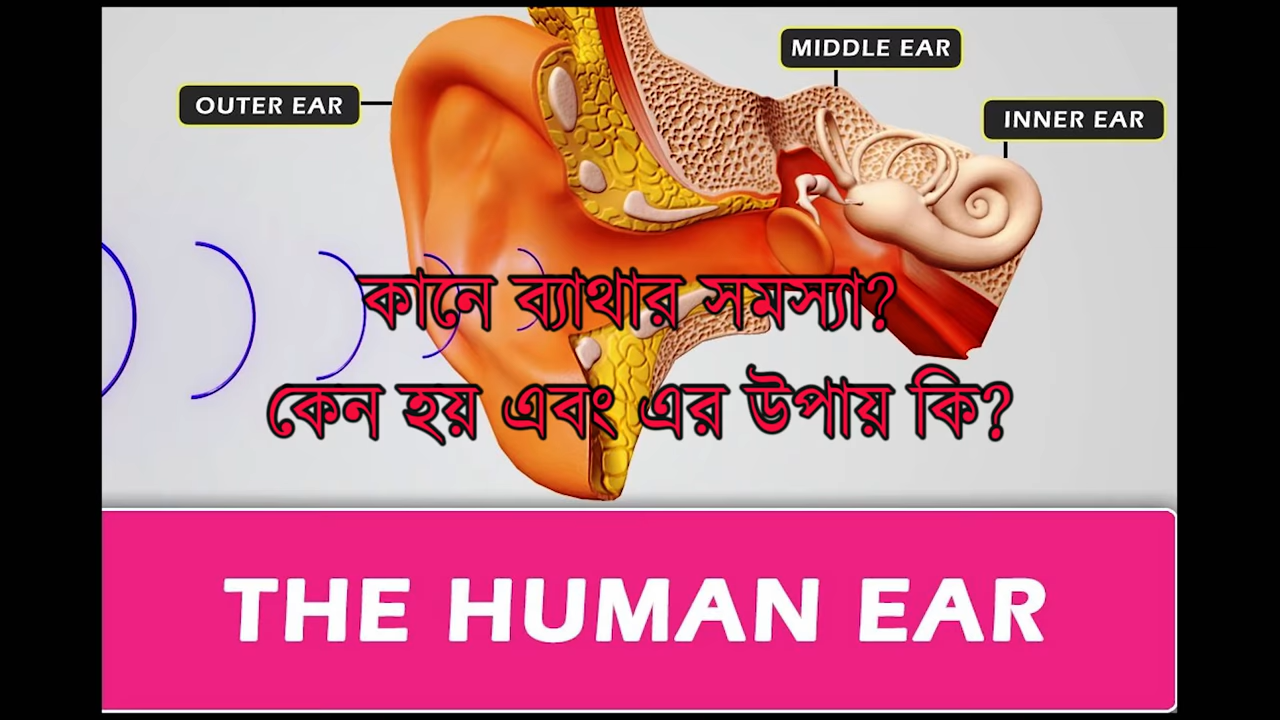 MIDDLE EAR
OUTER EAR
INNER EAR
কানে ব্যাথার সমস্যা?
কেন হয় এবং এর উপায় কি?
THE HUMAN EAR